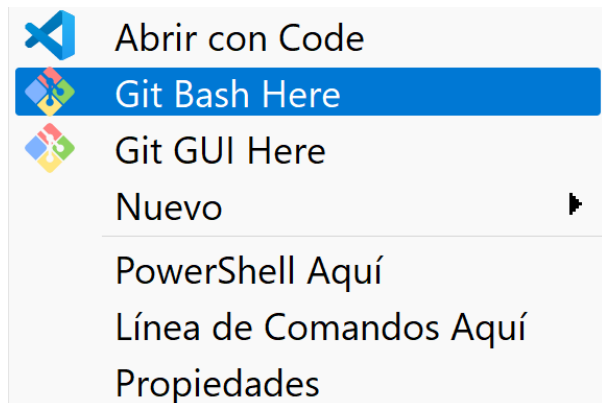 Abrir con Code
Git Bash Here
Git GUI Here
Nuevo
PowerShell Aquí
Línea de Comandos Aquí
Propiedades